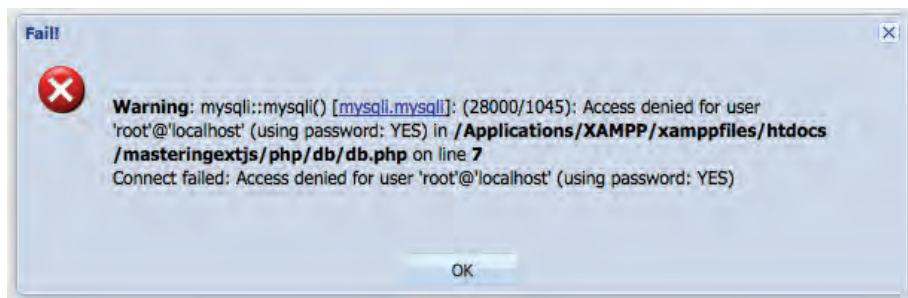 Fail!
Warning: mysqli::mysqli() [mysqli.mysqli]: (28000/1045): Access denied for user
'root'@'localhost' (using password: YES) in /Applications/XAMPP/xamppfiles/htdocs
/masteringextjs/php/db/db.php on line 7
Connect failed: Access denied for user 'root'@'localhost' (using password: YES)
OK